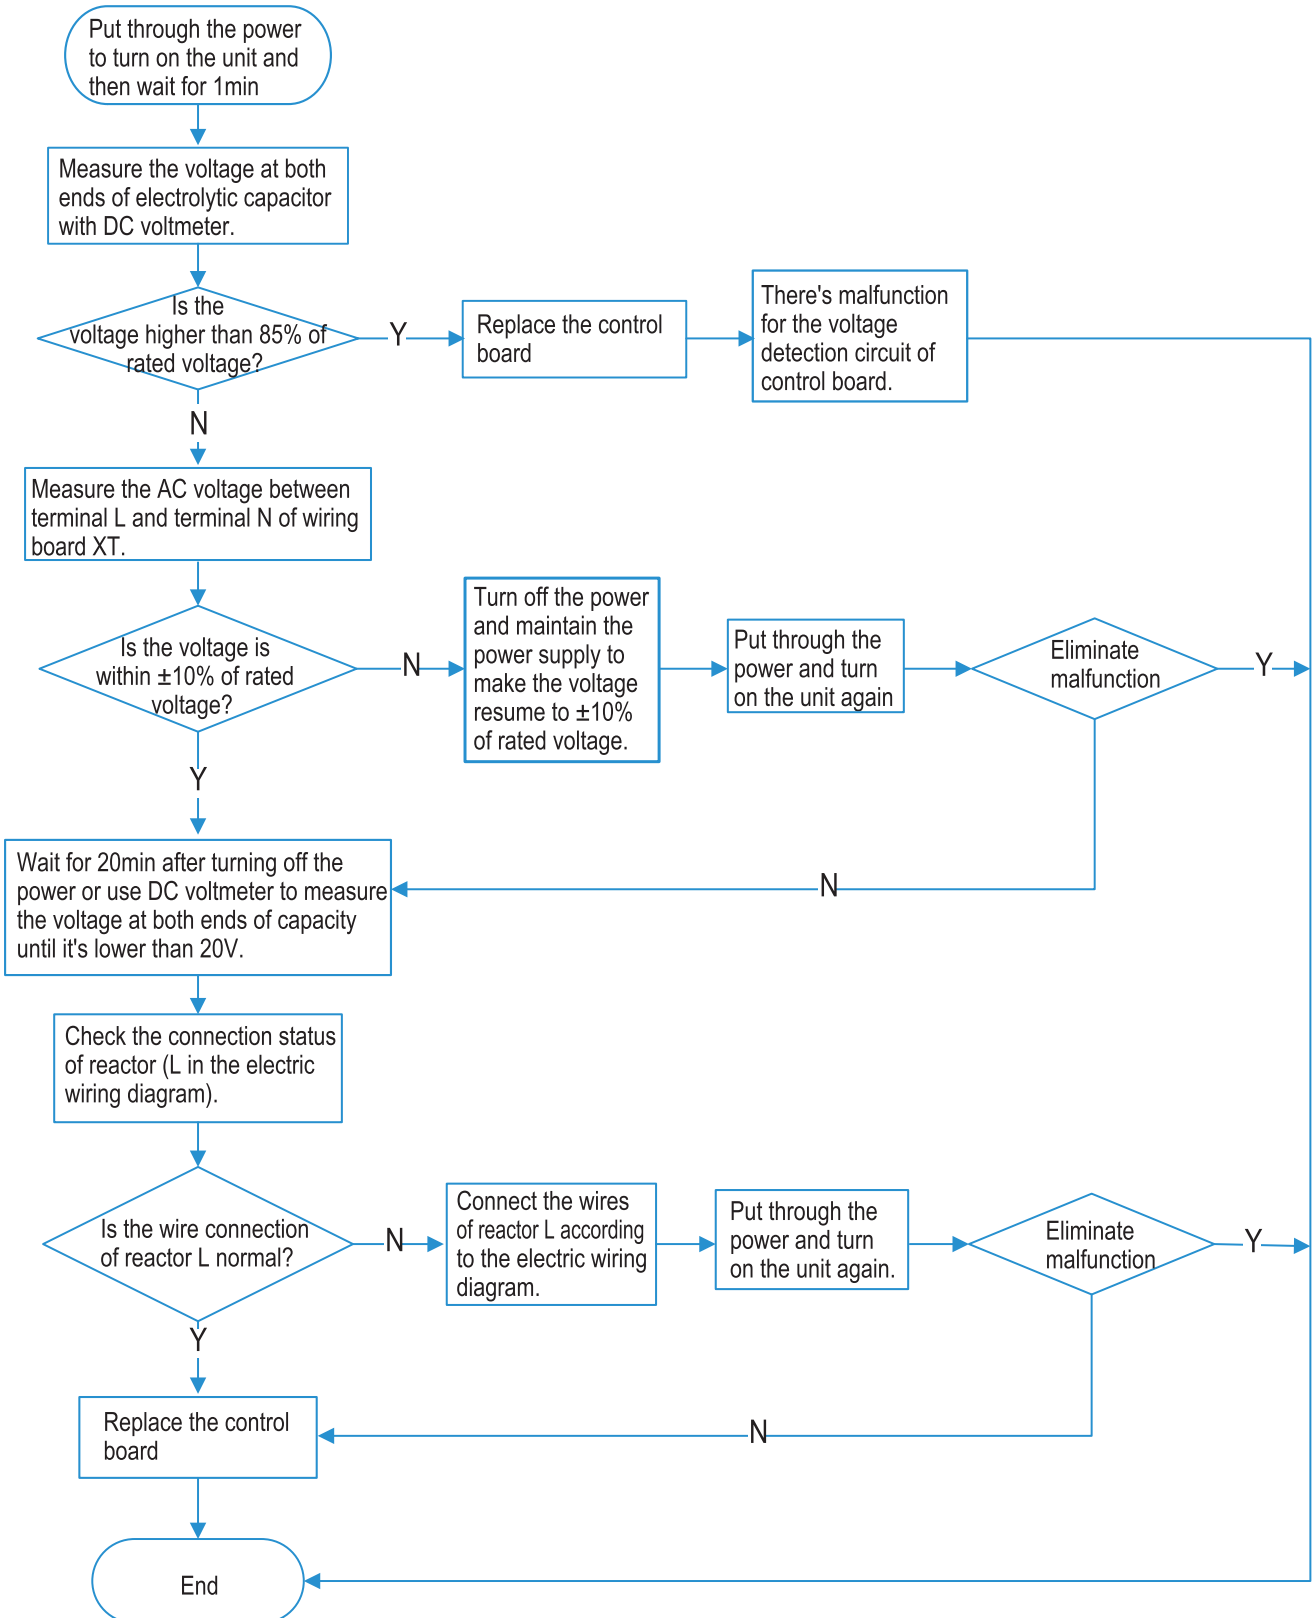 Put through the power
to turn on the unit and
then wait for 1min
Measure the voltage at both
ends of electrolytic capacitor
with DC voltmeter.
Is the
voltage higher than 85% of
rated voltage?
Y
Replace the control
board
There's malfunction
for the voltage
detection circuit of
control board.
N
Measure the AC voltage between
terminal L and terminal N of wiring
board XT.
Is the voltage is
within ±10% of rated
voltage?
N
Turn off the power
and maintain the
power supply to
make the voltage
resume to ±10%
of rated voltage.
Put through the
power and turn
on the unit again
Eliminate
malfunction
Y
Y
N
Wait for 20min after turning off the
power or use DC voltmeter to measure
the voltage at both ends of capacity
until it's lower than 20V.
Check the connection status
of reactor (L in the electric
wiring diagram).
Is the wire connection
of reactor L normal?
N
Connect the wires
of reactor L according
to the electric wiring
diagram.
Put through the
power and turn
on the unit again.
Eliminate
malfunction
Y
Y
N
Replace the control
board
End